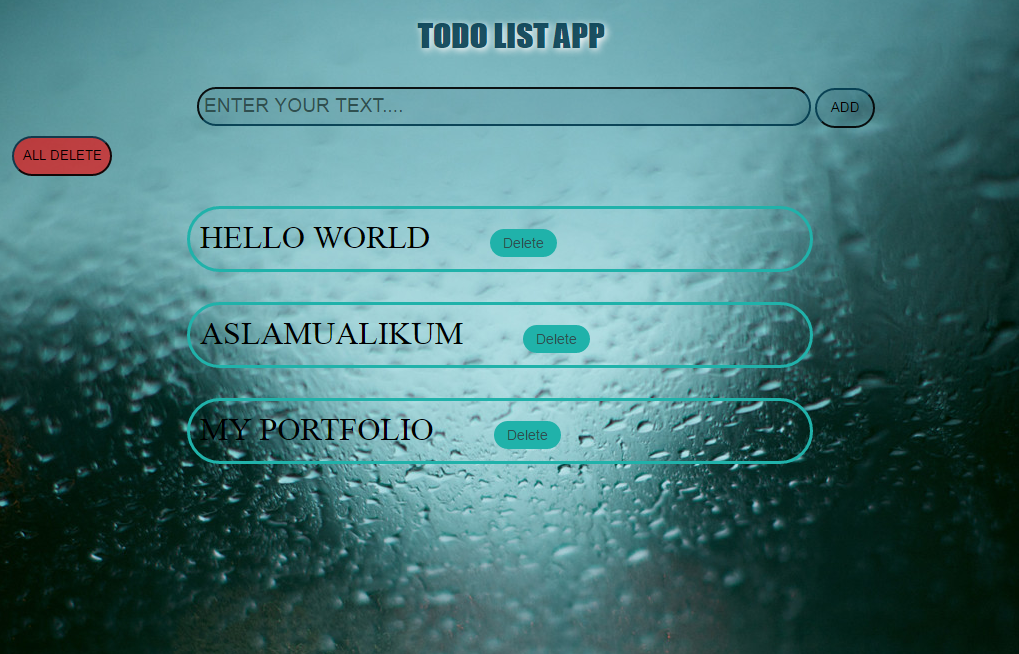 TODO LIST APP
ENTER YOUR TEXT.... ADD
ALL DELETE
HELLO WORLD Delete
ASLAMUALIKUM Delete
MY PORTFOLIO Delete